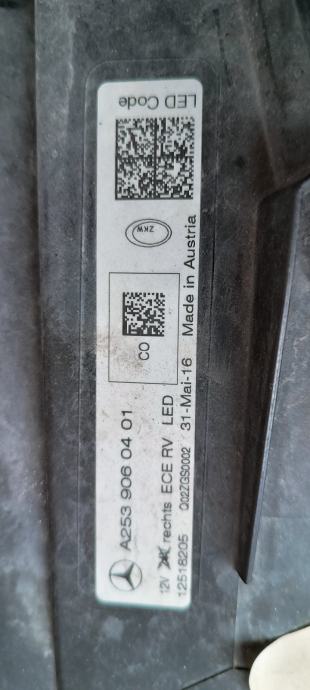 A253 906 04 01
12V rechts ECE RV LED
12518205 Q02ZGS0002 31-Mai-16 Made in Austria
CO
ZKW
LED Code